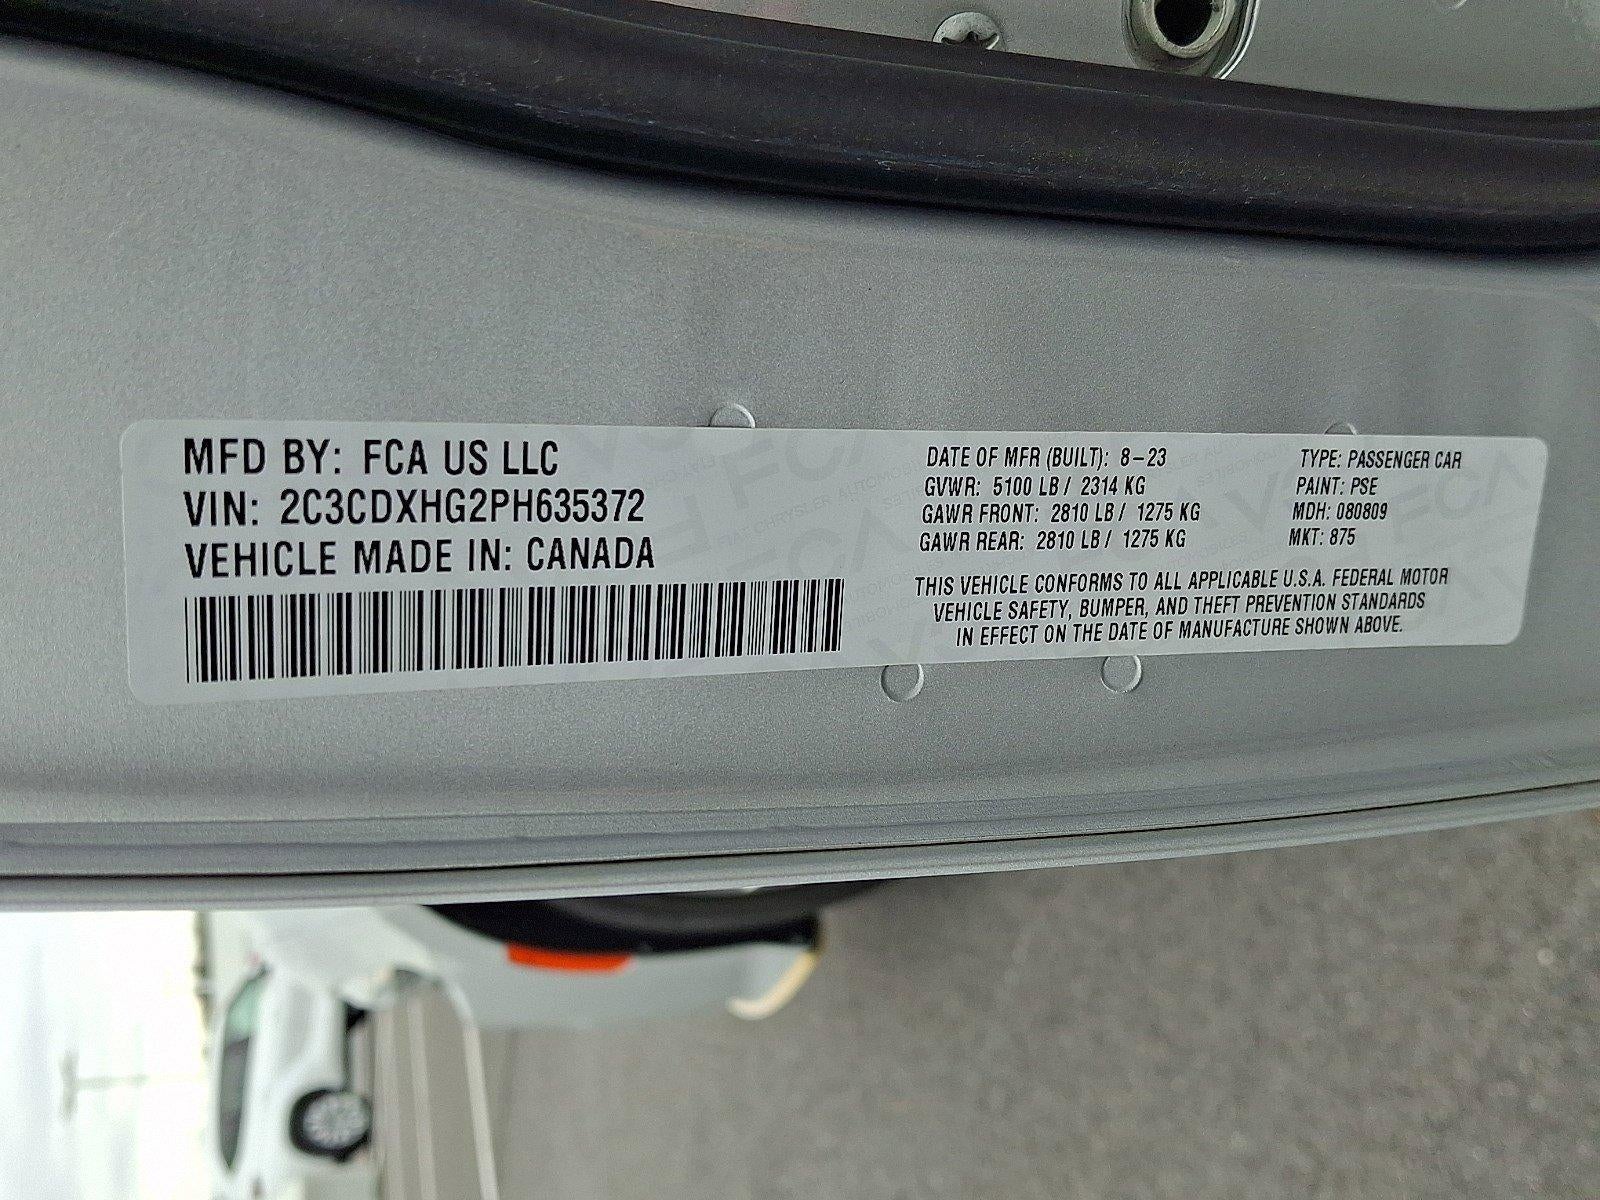 MFD BY: FCA US LLC
VIN: 2C3CDXHG2PH635372
VEHICLE MADE IN: CANADA
DATE OF MFR (BUILT): 8-23
GVWR: 5100 LB / 2314 KG
GAWR FRONT: 2810 LB / 1275 KG
GAWR REAR: 2810 LB / 1275 KG
TYPE: PASSENGER CAR
PAINT: PSE
MDH: 080809
MKT: 875
THIS VEHICLE CONFORMS TO ALL APPLICABLE U.S.A. FEDERAL MOTOR
VEHICLE SAFETY, BUMPER, AND THEFT PREVENTION STANDARDS
IN EFFECT ON THE DATE OF MANUFACTURE SHOWN ABOVE.